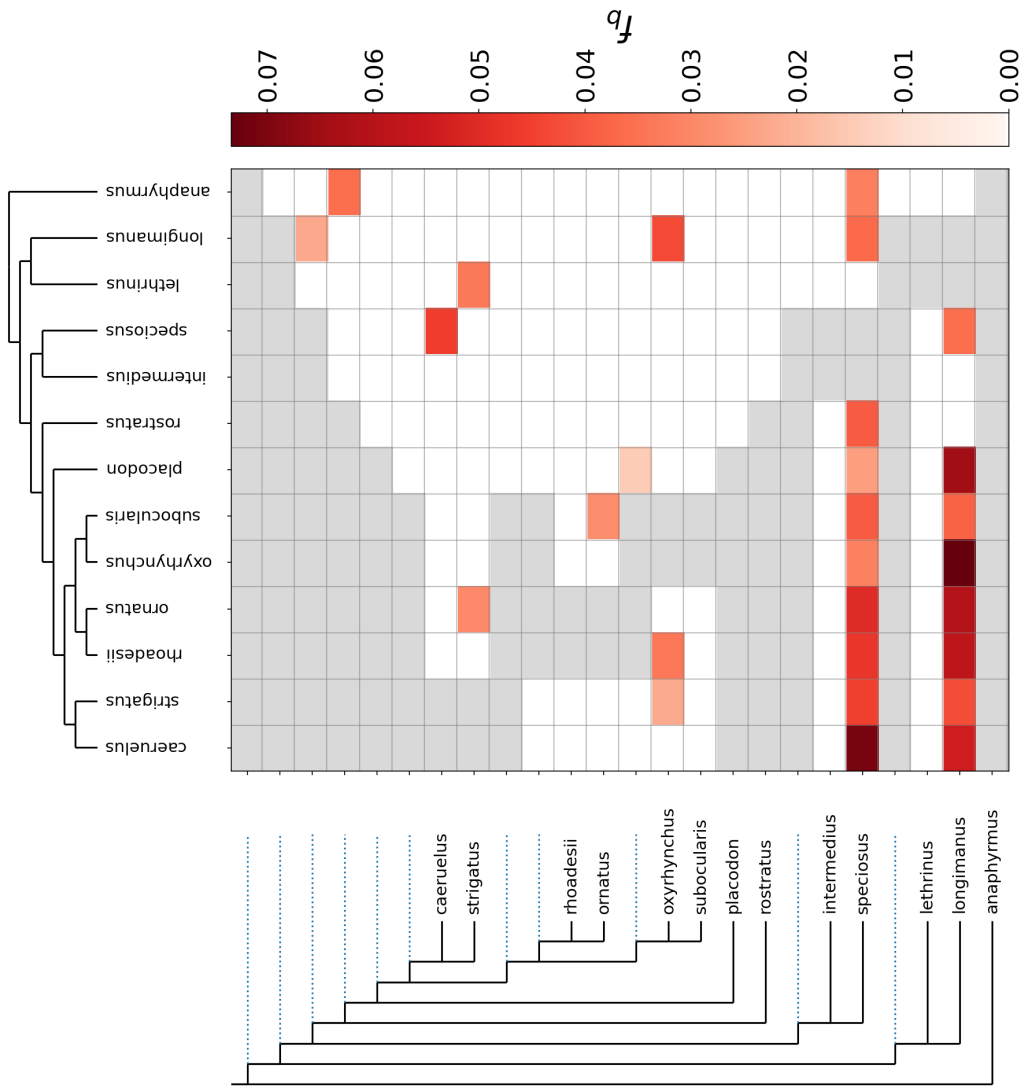 f_b
0.07
0.06
0.05
0.04
0.03
0.02
0.01
0.00
anaphyrmus
longimanus
lethrinus
speciosus
intermedius
rostratus
placodon
subocularis
oxyrhynchus
ornatus
rhoadesii
strigatus
caeruelus
caeruelus
strigatus
rhoadesii
ornatus
oxyrhynchus
subocularis
placodon
rostratus
intermedius
speciosus
lethrinus
longimanus
anaphyrmus